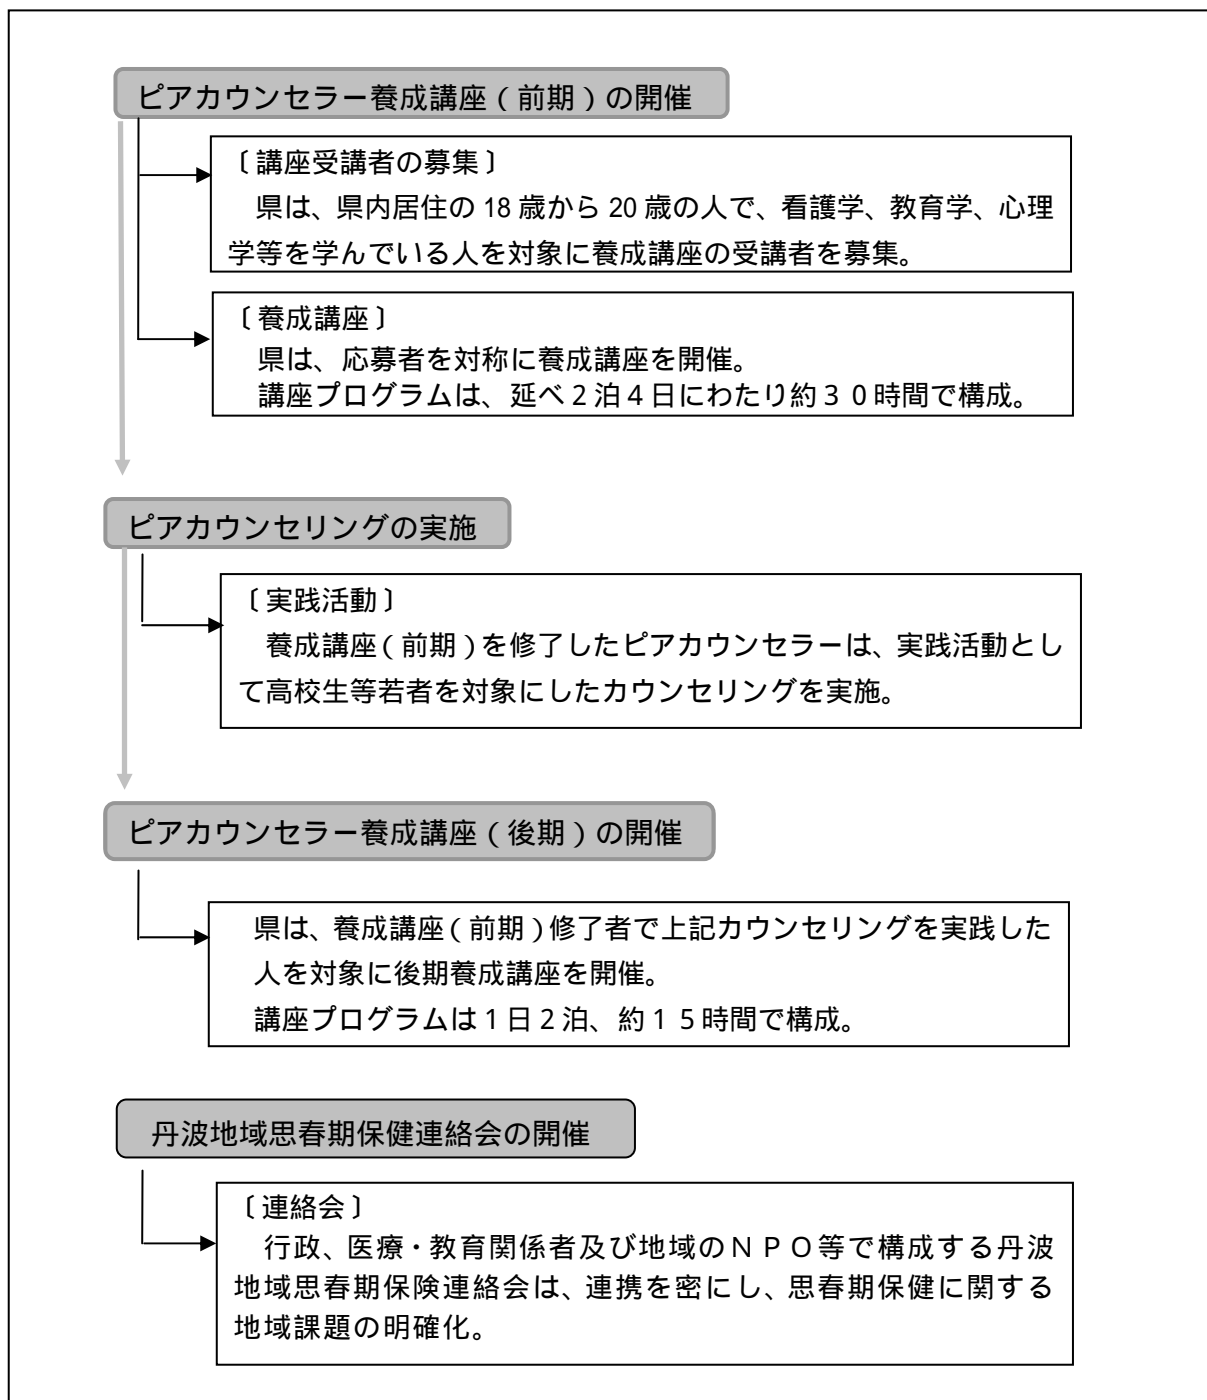 ピアカウンセラー養成講座（前期）の開催
〔講座受講者の募集〕
県は、県内居住の 18 歳から 20 歳の人で、看護学、教育学、心理
学等を学んでいる人を対象に養成講座の受講者を募集。
〔養成講座〕
県は、応募者を対称に養成講座を開催。
講座プログラムは、延べ２泊４日にわたり約３０時間で構成。
ピアカウンセリングの実施
〔実践活動〕
養成講座（前期）を修了したピアカウンセラーは、実践活動とし
て高校生等若者を対象にしたカウンセリングを実施。
ピアカウンセラー養成講座（後期）の開催
県は、養成講座（前期）修了者で上記カウンセリングを実践した
人を対象に後期養成講座を開催。
講座プログラムは１日２泊、約１５時間で構成。
丹波地域思春期保健連絡会の開催
〔連絡会〕
行政、医療・教育関係者及び地域のＮＰＯ等で構成する丹波
地域思春期保険連絡会は、連携を密にし、思春期保健に関する
地域課題の明確化。